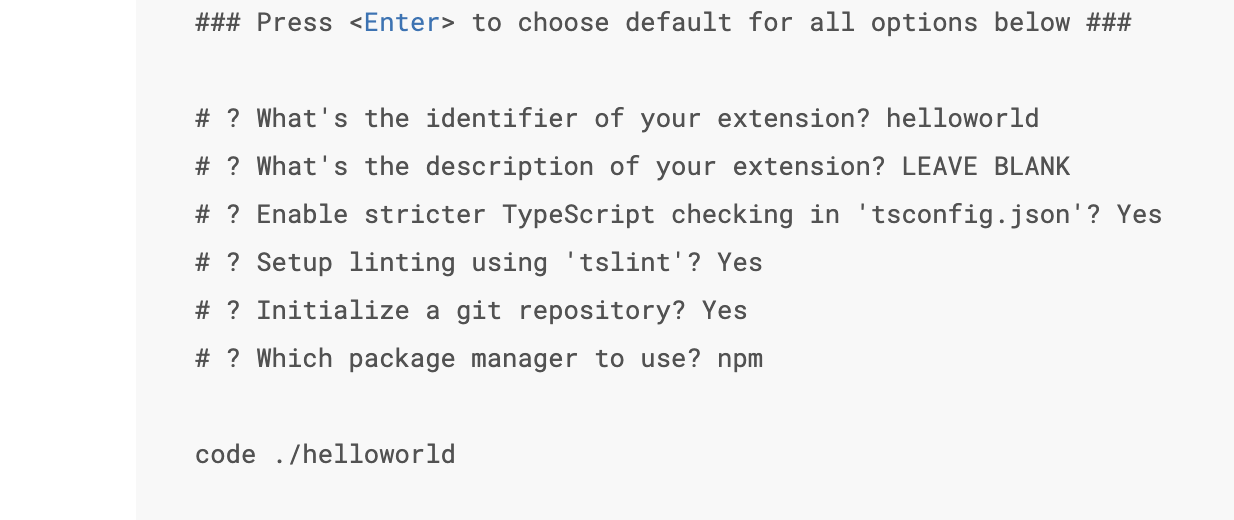 ### Press <Enter> to choose default for all options below ###
# ? What's the identifier of your extension? helloworld
# ? What's the description of your extension? LEAVE BLANK
# ? Enable stricter TypeScript checking in 'tsconfig.json'? Yes
# ? Setup linting using 'tslint'? Yes
# ? Initialize a git repository? Yes
# ? Which package manager to use? npm
code ./helloworld